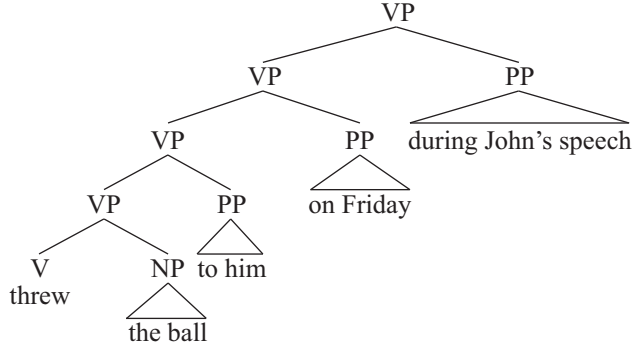 VP
VP PP
VP PP during John’s speech
VP PP on Friday
V NP to him
threw
the ball